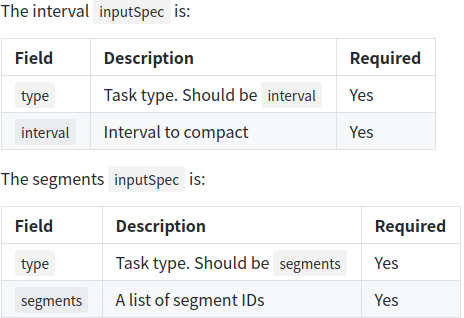 The interval inputSpec is:
Field Description Required
type Task type. Should be interval Yes
interval Interval to compact Yes
The segments inputSpec is:
Field Description Required
type Task type. Should be segments Yes
segments A list of segment IDs Yes